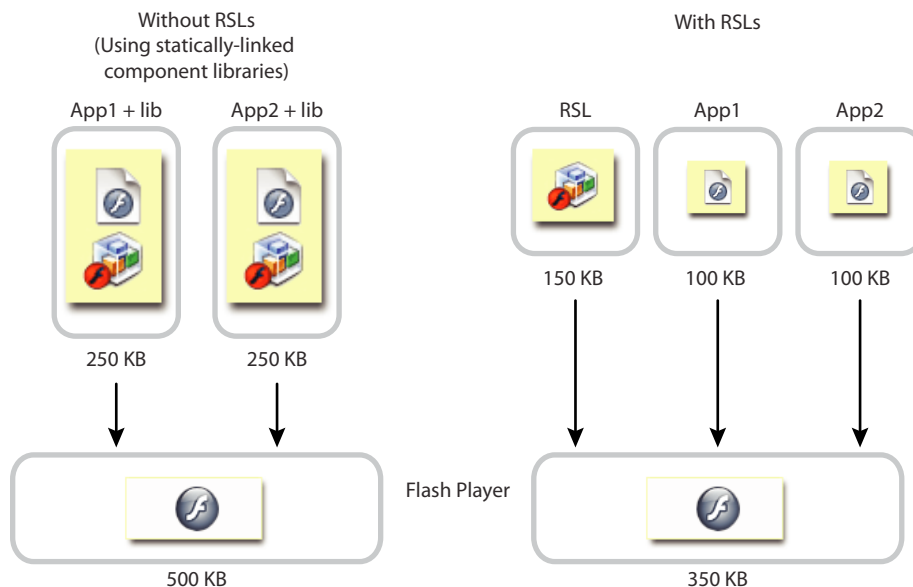 Without RSLs
(Using statically-linked
component libraries)
App1 + lib
App2 + lib
250 KB
250 KB
500 KB
With RSLs
RSL
App1
App2
150 KB
100 KB
100 KB
Flash Player
350 KB